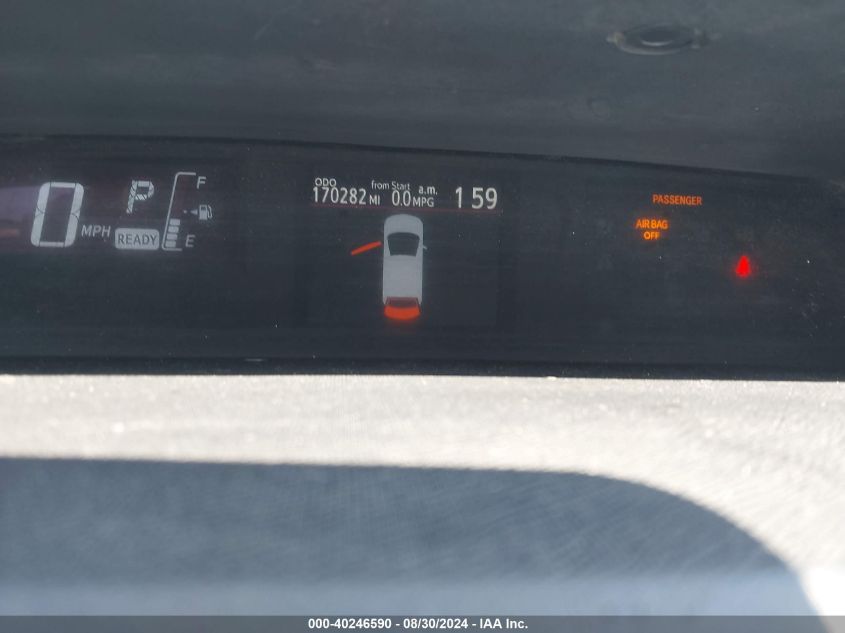 0 MPH
P
READY
F
E
ODO
170282 MI
from Start
0.0 MPG
a.m.
1 59
PASSENGER
AIR BAG
OFF
000-40246590 - 08/30/2024 - IAA Inc.